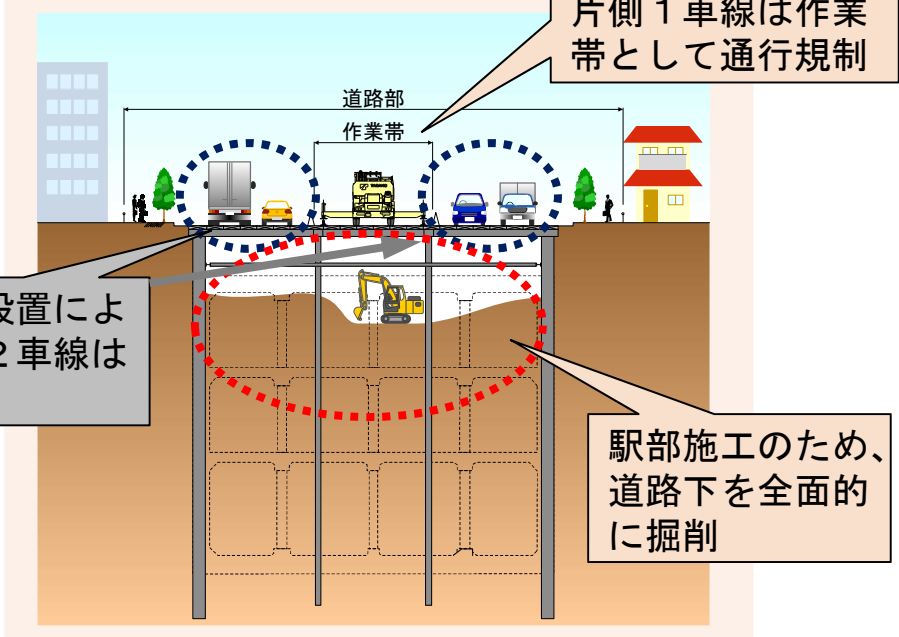 片側１車線は作業
帯として通行規制
道路部
作業帯
設置によ
２車線は
駅部施工のため、
道路下を全面的
に掘削